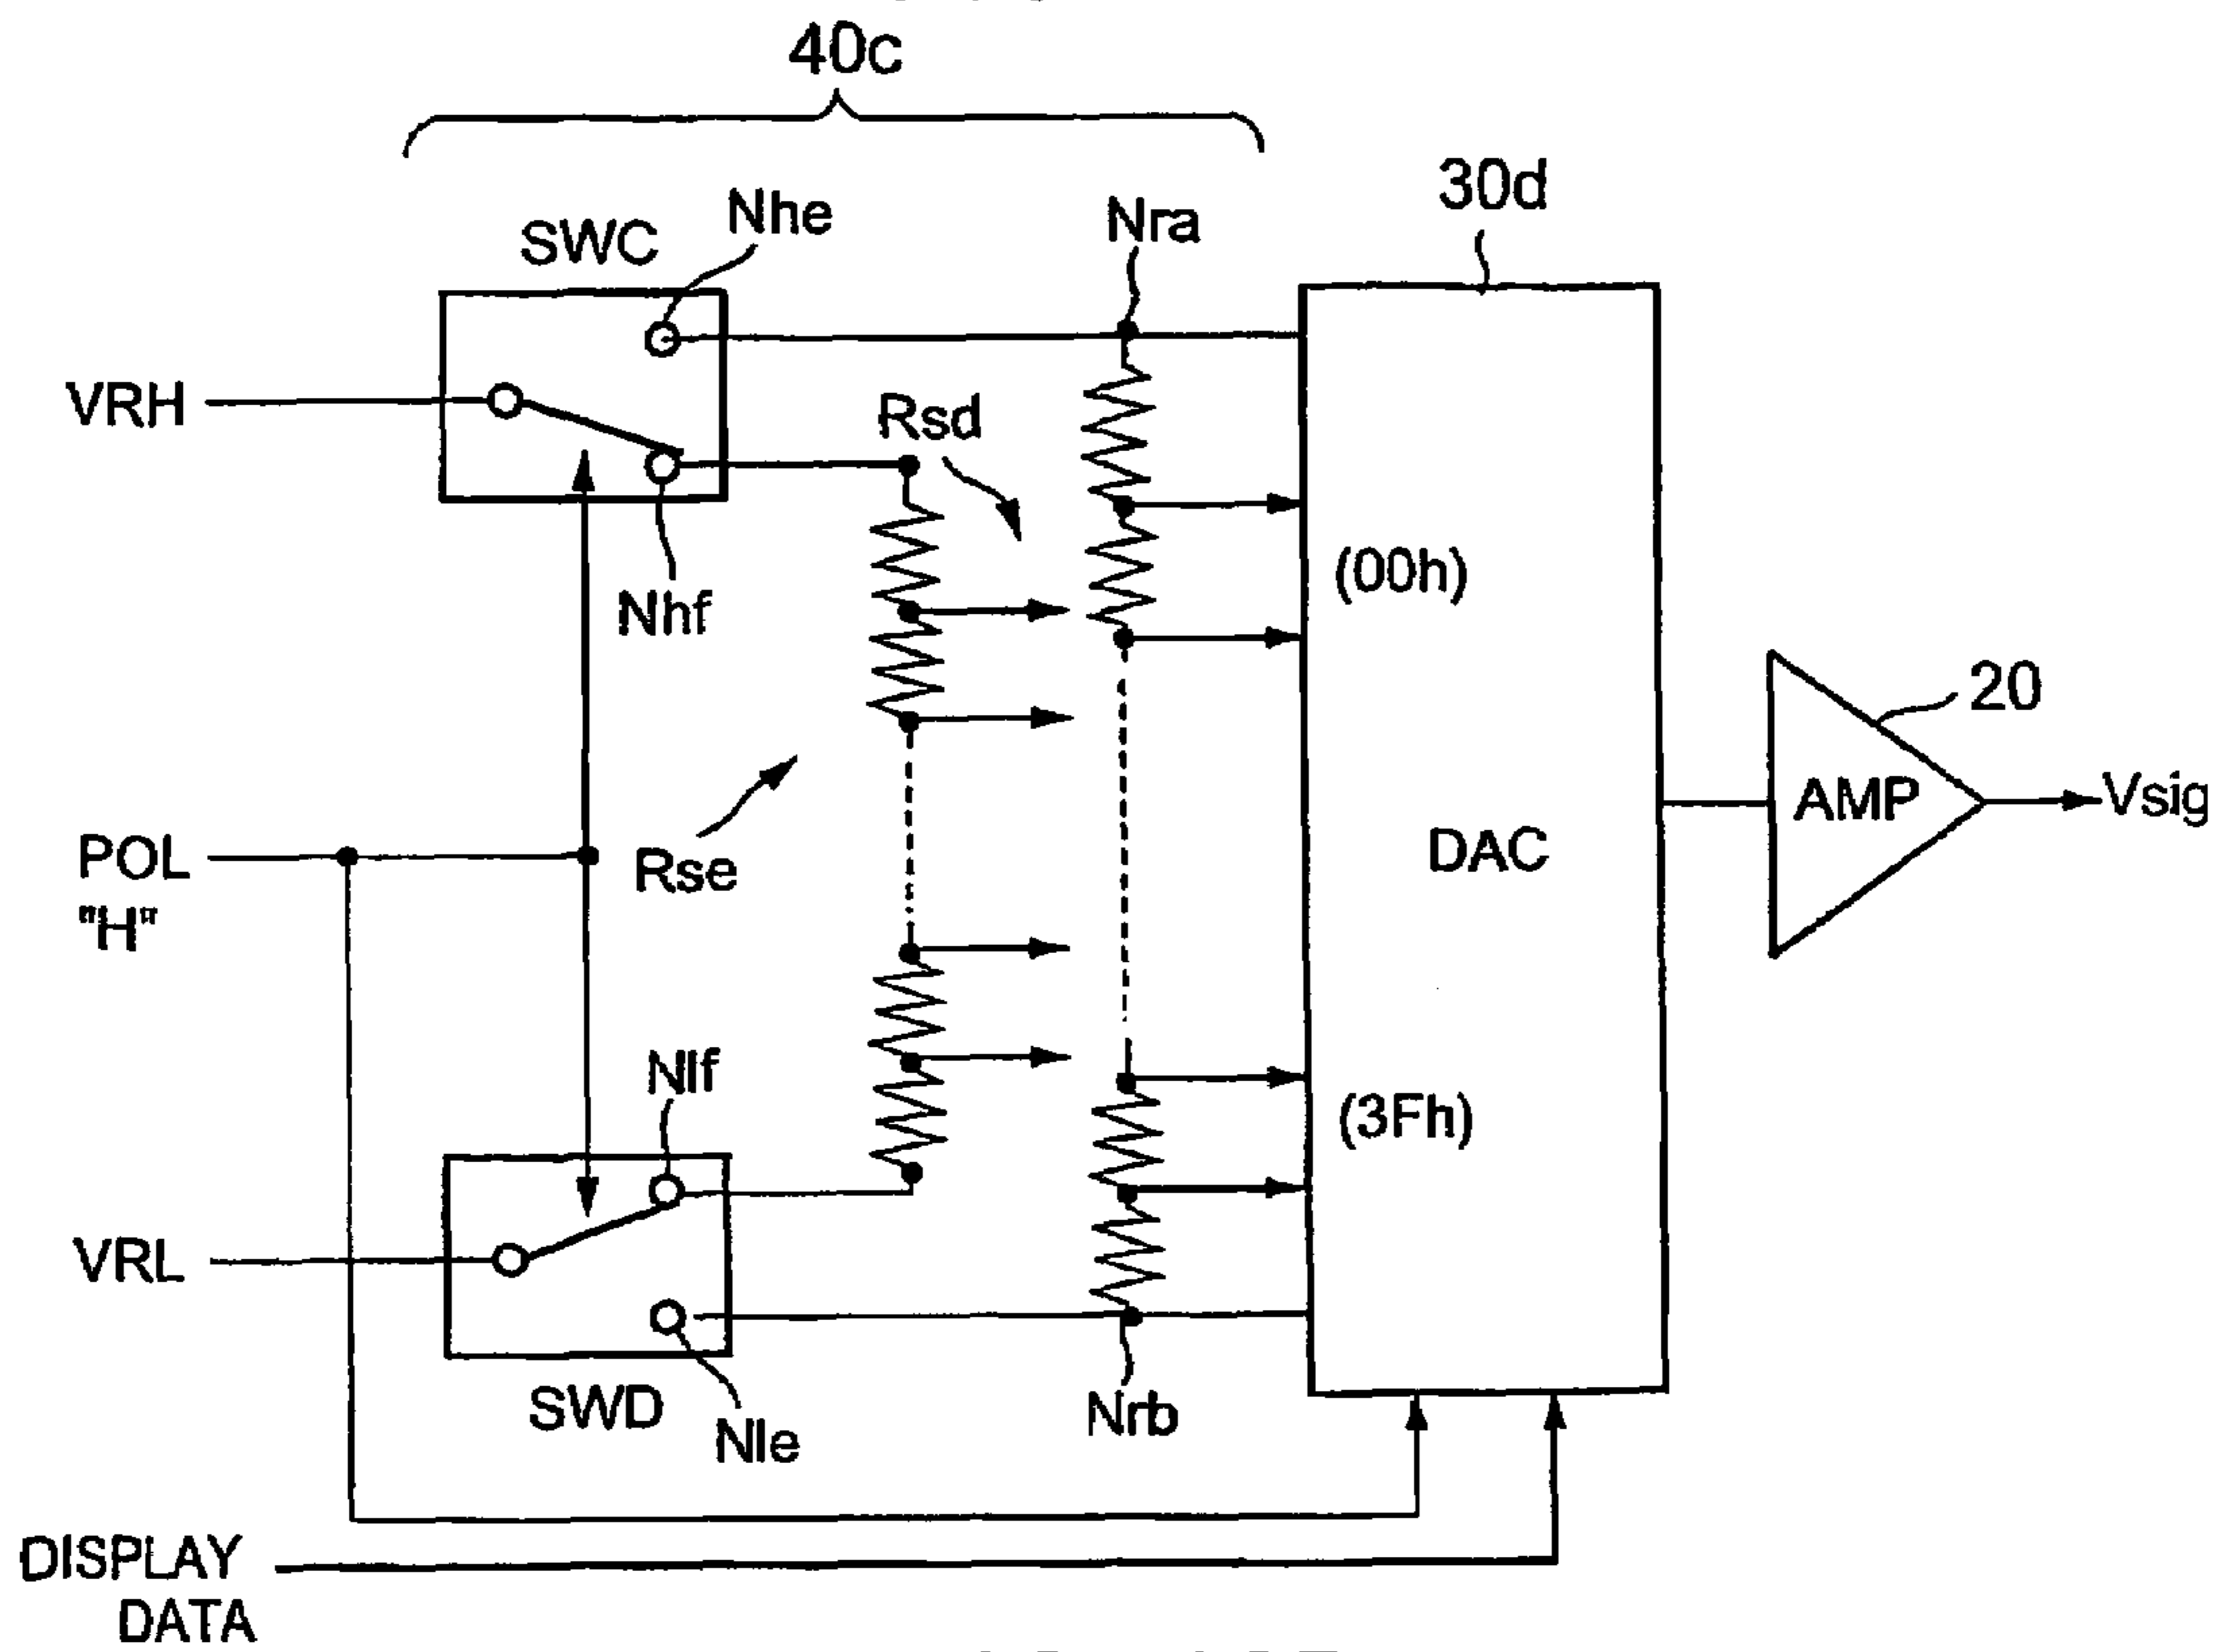 40c
30d
Nhe
Nra
SWC
VRH
Rsd
(00h)
Nhf
20
AMP
Vsig
POL
"H"
Rse
DAC
Nlf
(3Fh)
VRL
SWD
Nle
Nrb
DISPLAY
DATA